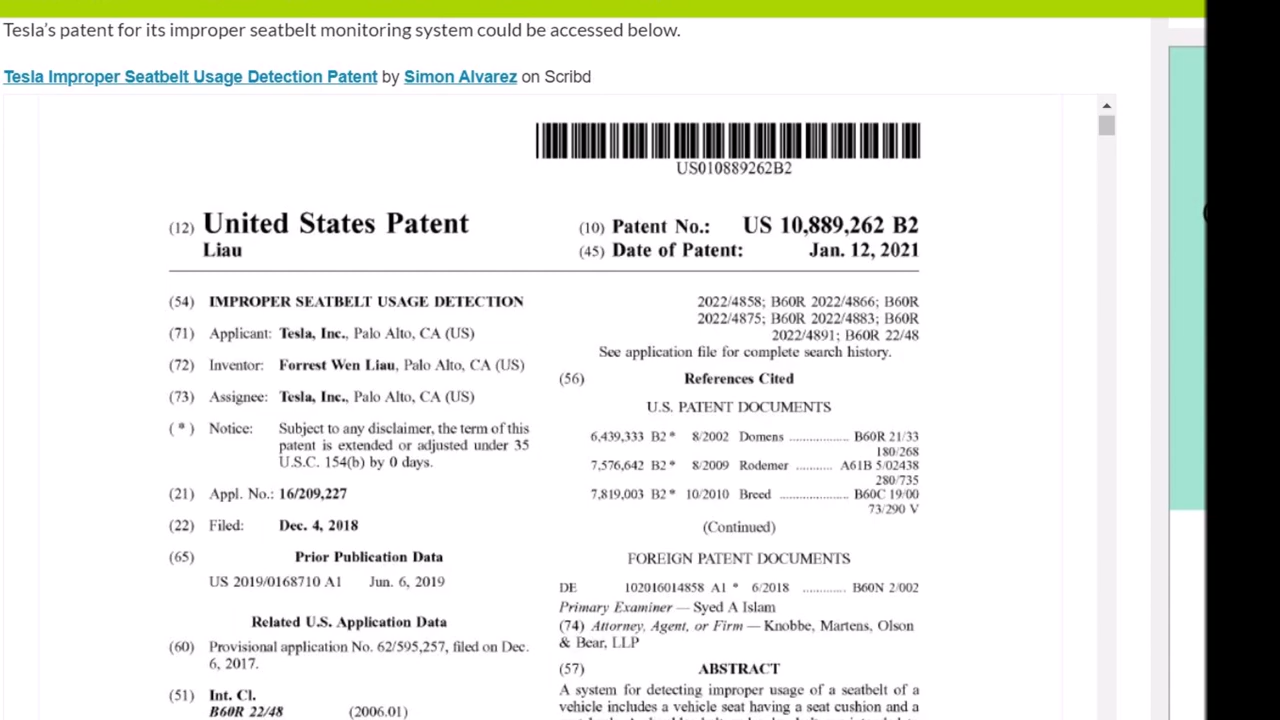 Tesla's patent for its improper seatbelt monitoring system could be accessed below.
Tesla Improper Seatbelt Usage Detection Patent by Simon Alvarez on Scribd
US010889262B2
(12) United States Patent
Liau
(10) Patent No.: US 10,889,262 B2
(45) Date of Patent: Jan. 12, 2021
(54) IMPROPER SEATBELT USAGE DETECTION
(71) Applicant: Tesla, Inc., Palo Alto, CA (US)
(72) Inventor: Forrest Wen Liau, Palo Alto, CA (US)
(73) Assignee: Tesla, Inc., Palo Alto, CA (US)
(*) Notice: Subject to any disclaimer, the term of this
patent is extended or adjusted under 35
U.S.C. 154(b) by 0 days.
(21) Appl. No.: 16/209,227
(22) Filed: Dec. 4, 2018
(65) Prior Publication Data
US 2019/0168710 A1 Jun. 6, 2019
Related U.S. Application Data
(60) Provisional application No. 62/595,257, filed on Dec.
6, 2017.
(51) Int. Cl.
B60R 22/48 (2006.01)
2022/4858; B60R 2022/4866; B60R
2022/4875; B60R 2022/4883; B60R
2022/4891; B60R 22/48
See application file for complete search history.
(56) References Cited
U.S. PATENT DOCUMENTS
6,439,333 B2* 8/2002 Domens ................ B60R 21/33
180/268
7,576,642 B2* 8/2009 Rodemer .......... A61B 5/02438
280/735
7,819,003 B2* 10/2010 Breed .................. B60C 19/00
73/290 V
(Continued)
FOREIGN PATENT DOCUMENTS
DE 102016014858 A1 * 6/2018 ............ B60N 2/002
Primary Examiner — Syed A Islam
(74) Attorney, Agent, or Firm — Knobbe, Martens, Olson
& Bear, LLP
(57) ABSTRACT
A system for detecting improper usage of a seatbelt of a
vehicle includes a vehicle seat having a seat cushion and a